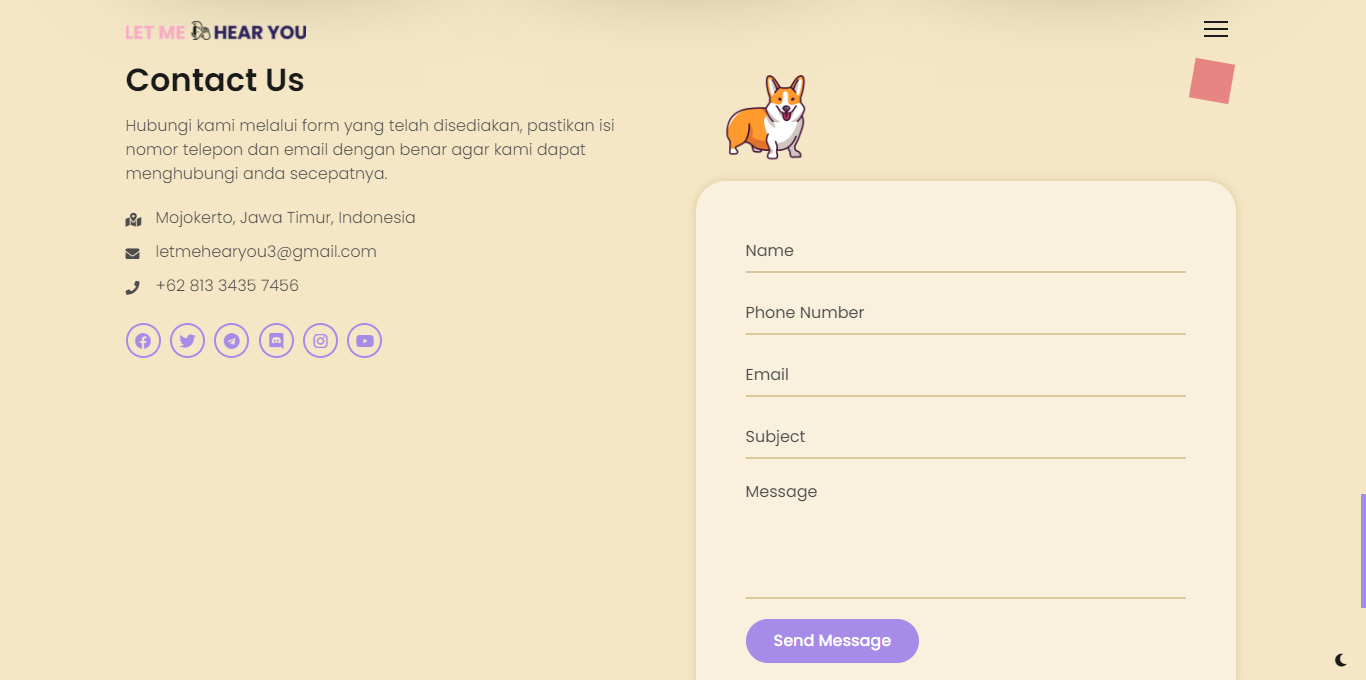 LET ME HEAR YOU
Contact Us
Hubungi kami melalui form yang telah disediakan, pastikan isi
nomor telepon dan email dengan benar agar kami dapat
menghubungi anda secepatnya.
Mojokerto, Jawa Timur, Indonesia
letmehearyou3@gmail.com
+62 813 3435 7456
Name
Phone Number
Email
Subject
Message
Send Message